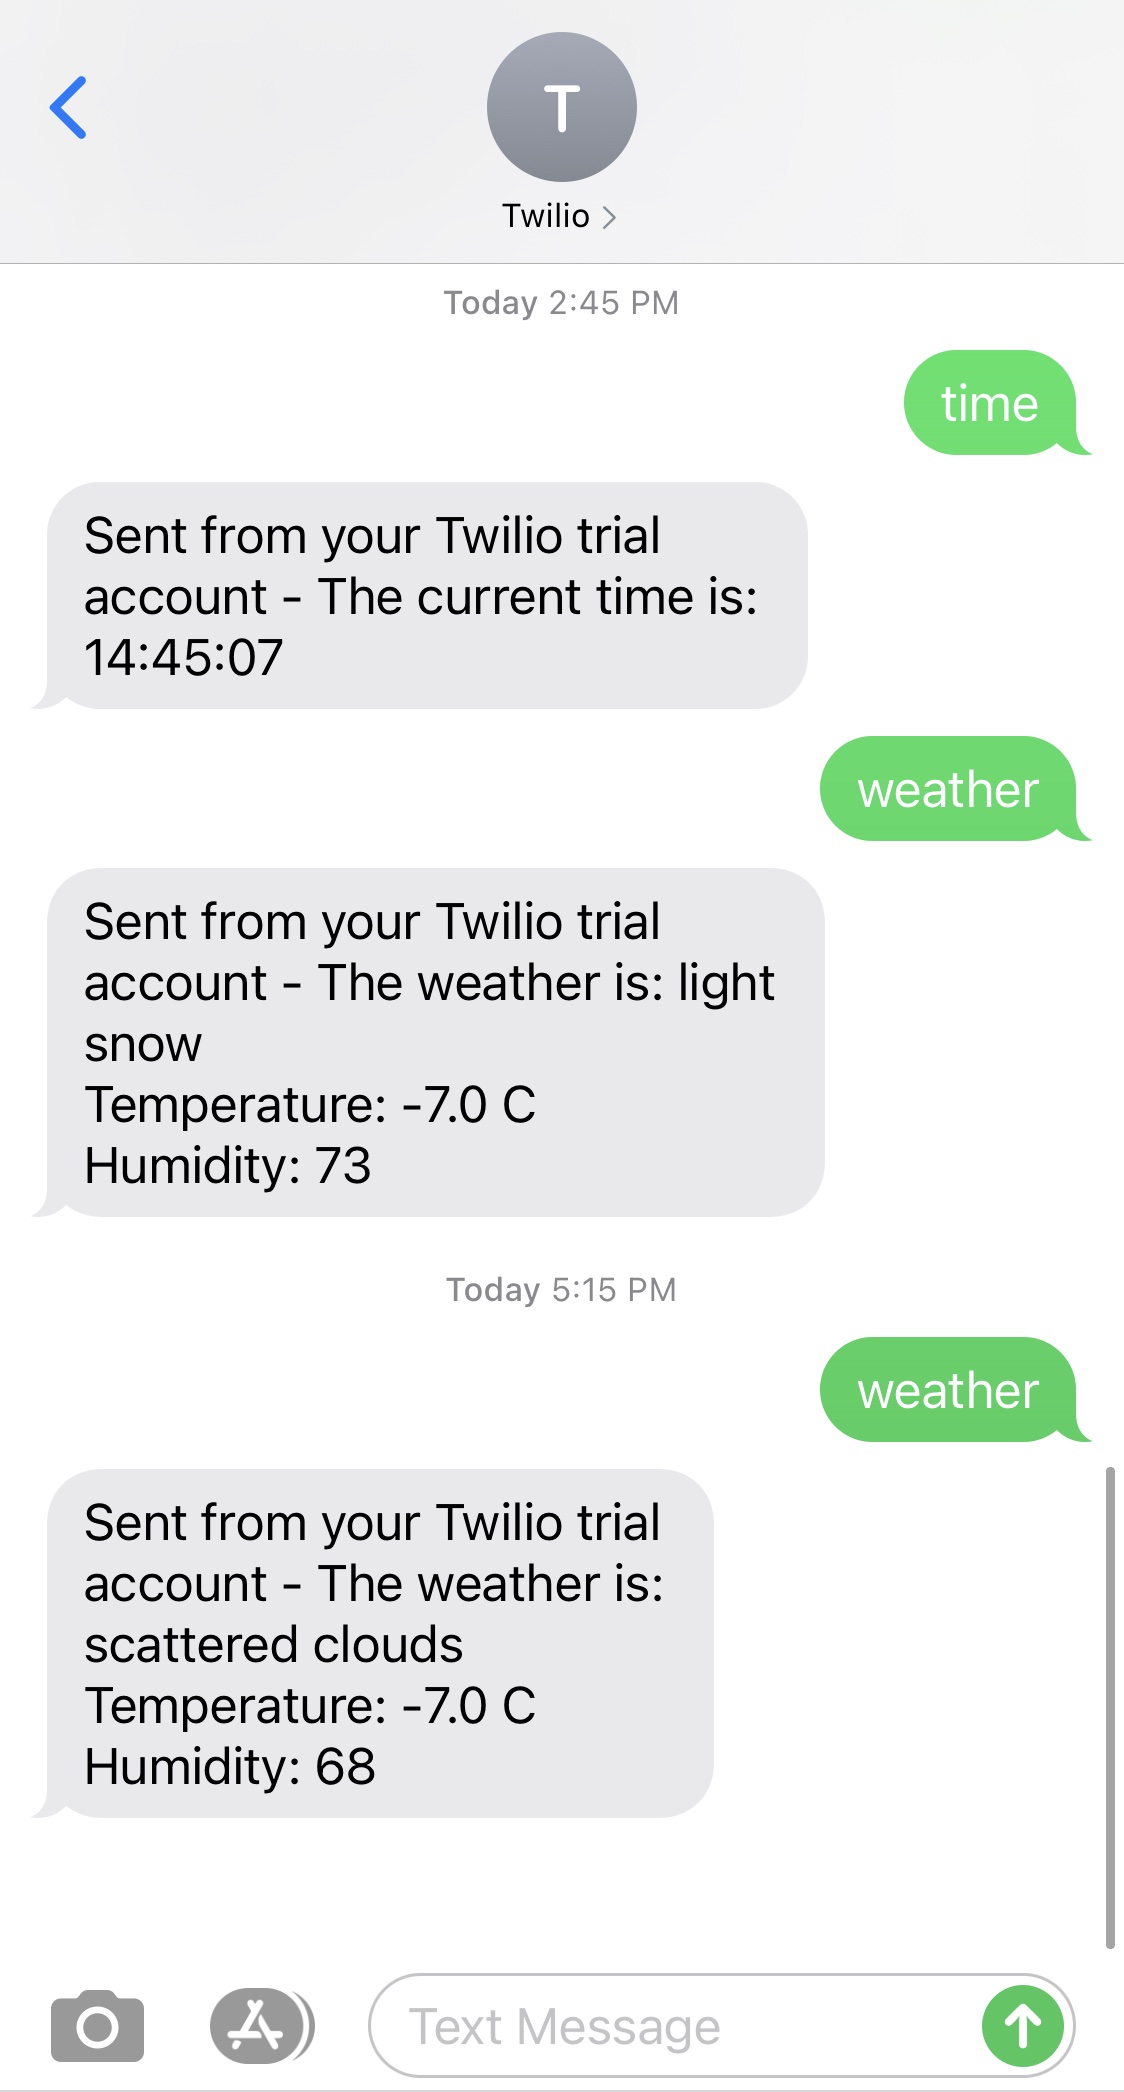 T
Twilio
Today 2:45 PM
time
Sent from your Twilio trial
account - The current time is:
14:45:07
weather
Sent from your Twilio trial
account - The weather is: light
snow
Temperature: -7.0 C
Humidity: 73
Today 5:15 PM
weather
Sent from your Twilio trial
account - The weather is:
scattered clouds
Temperature: -7.0 C
Humidity: 68
Text Message